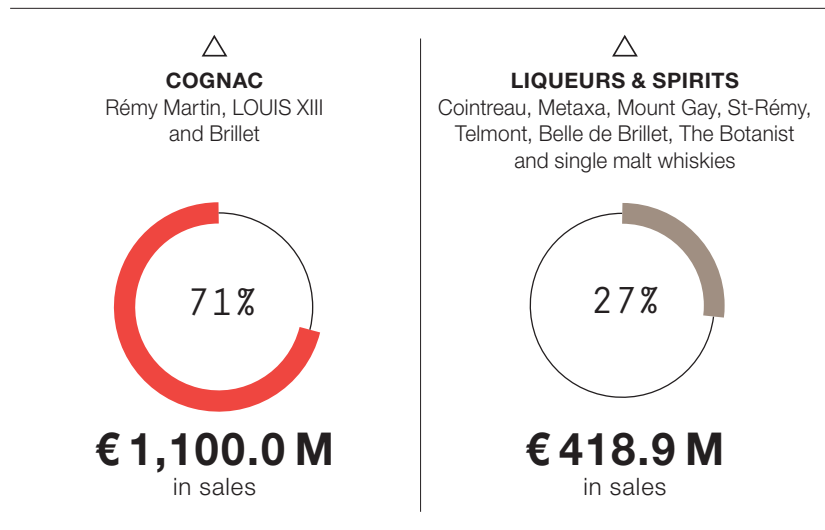 COGNAC
Rémy Martin, LOUIS XIII
and Brillet
71%
€ 1,100.0 M
in sales
LIQUEURS & SPIRITS
Cointreau, Metaxa, Mount Gay, St-Rémy,
Telmont, Belle de Brillet, The Botanist
and single malt whiskies
27%
€ 418.9 M
in sales